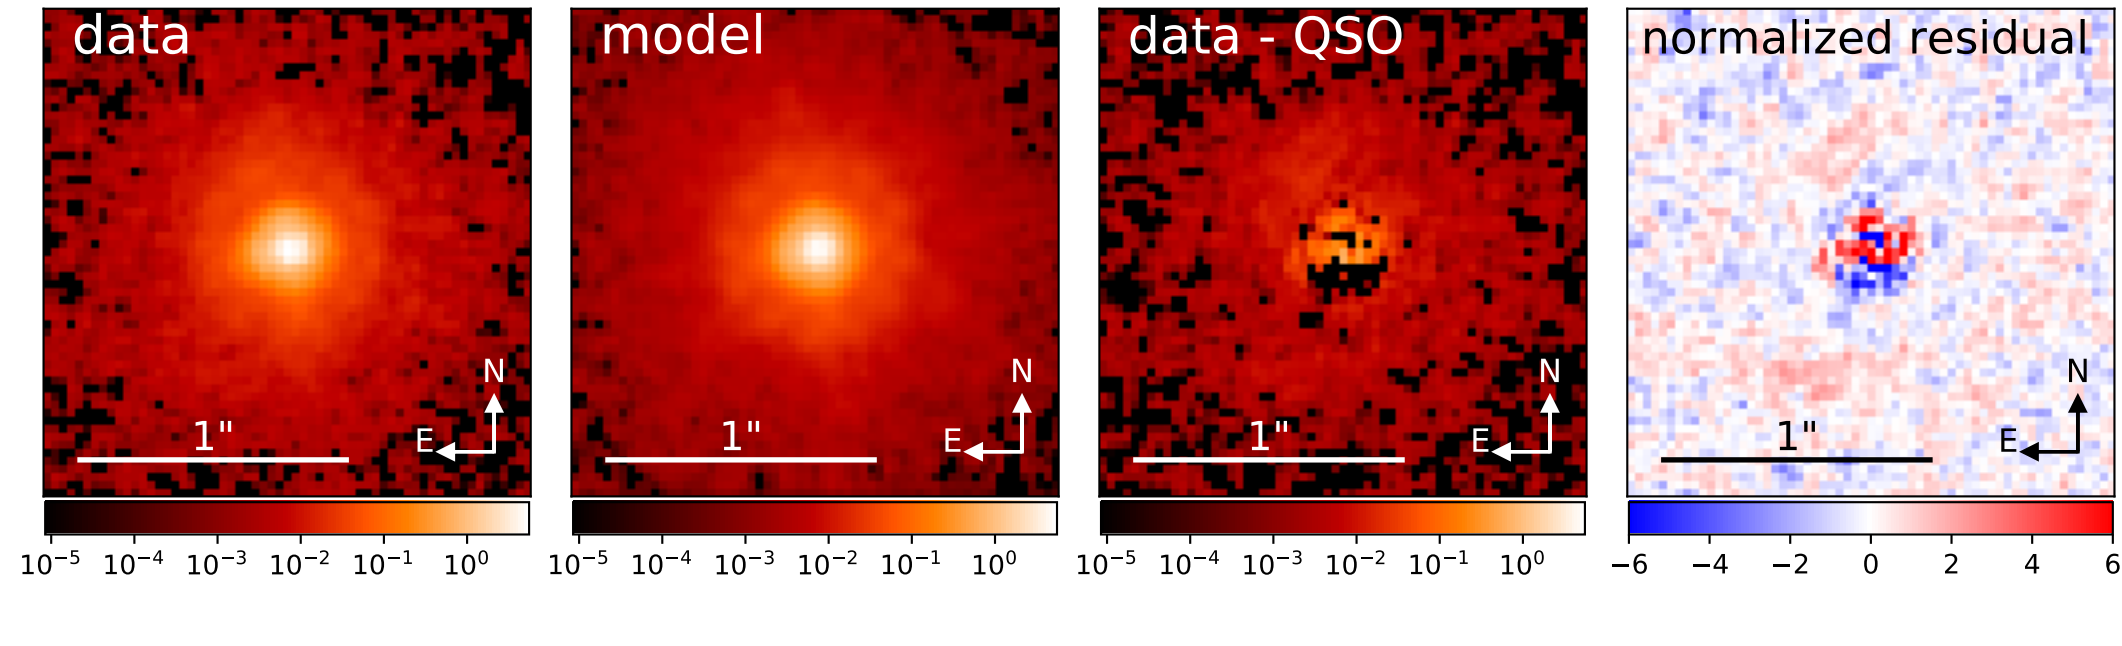 data
model
data - QSO
normalized residual
N
E
1"
N
E
1"
N
E
1"
N
E
1"
10⁻⁵ 10⁻⁴ 10⁻³ 10⁻² 10⁻¹ 10⁰
10⁻⁵ 10⁻⁴ 10⁻³ 10⁻² 10⁻¹ 10⁰
10⁻⁵ 10⁻⁴ 10⁻³ 10⁻² 10⁻¹ 10⁰
−6 −4 −2 0 2 4 6